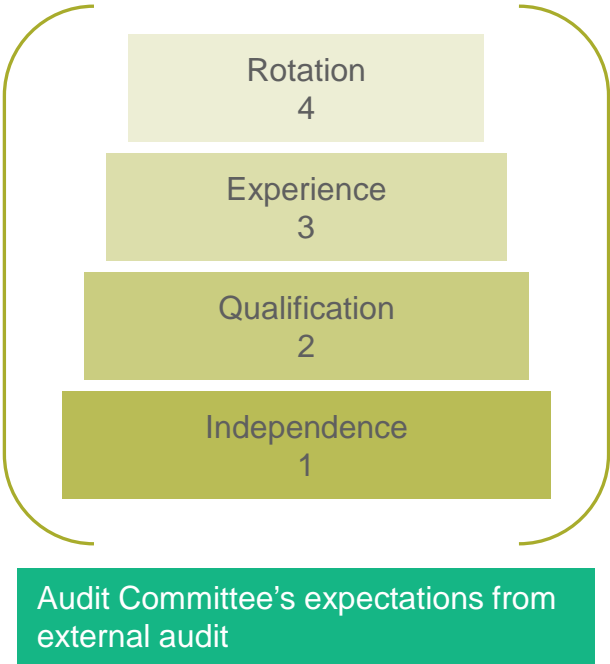 Rotation
4
Experience
3
Qualification
2
Independence
1
Audit Committee’s expectations from
external audit